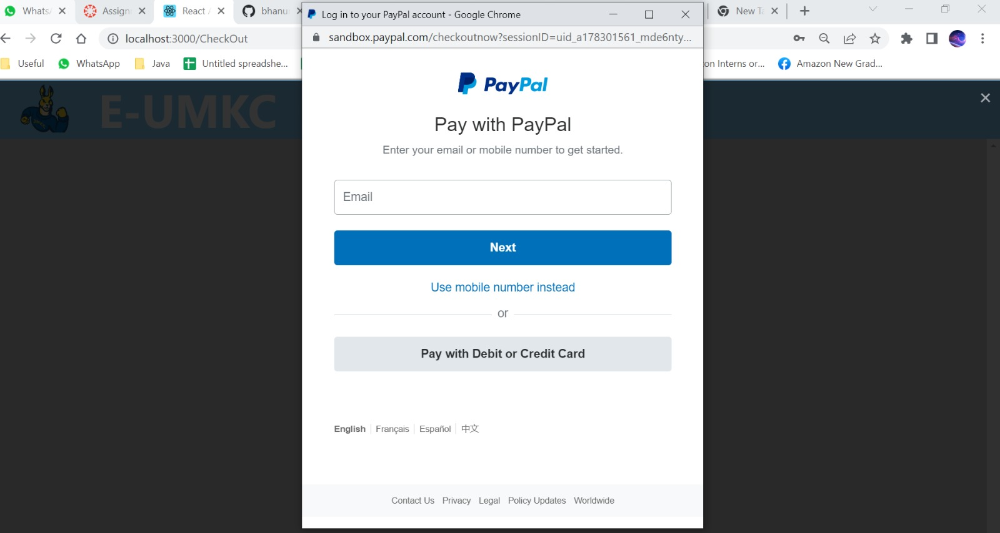 Whats
Assign
React
bhanu
Log in to your PayPal account - Google Chrome
New Ta
localhost:3000/CheckOut
sandbox.paypal.com/checkoutnow?sessionID=uid_a178301561_mde6nty...
Useful
WhatsApp
Java
Untitled spreadshe...
on Interns or...
Amazon New Grad...
E-UMKC
PayPal
Pay with PayPal
Enter your email or mobile number to get started.
Email
Next
Use mobile number instead
or
Pay with Debit or Credit Card
English Français Español 中文
Contact Us Privacy Legal Policy Updates Worldwide